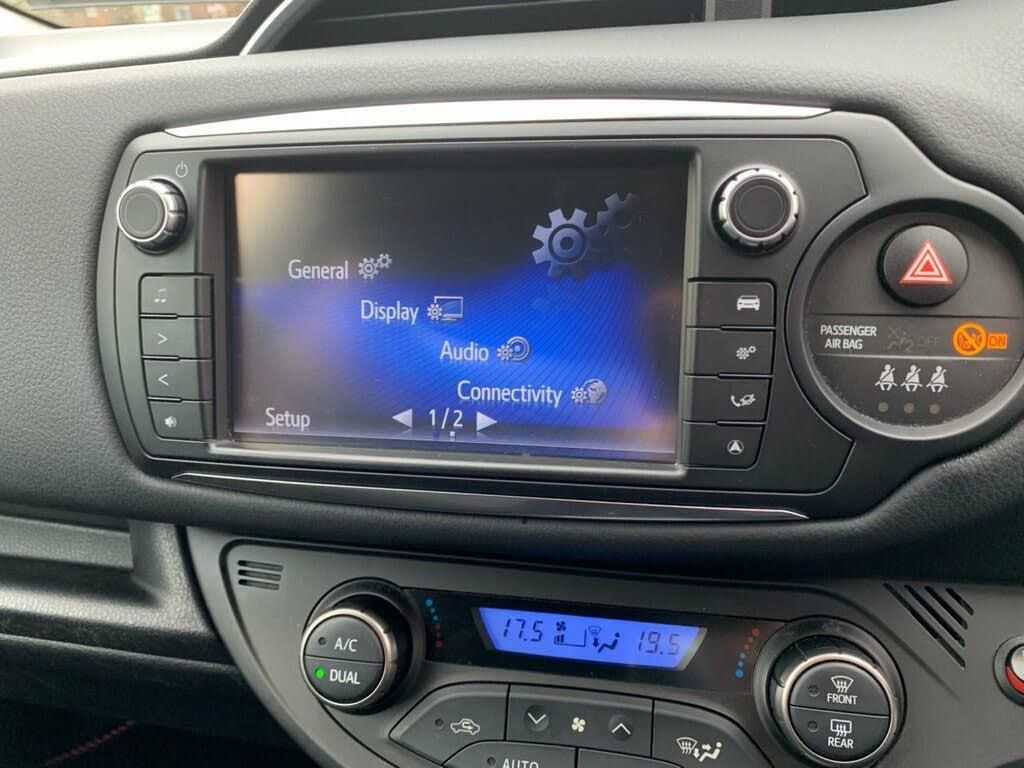 General
Display
Audio
Connectivity
Setup
1/2
PASSENGER
AIR BAG
OFF
ON
17.5
19.5
A/C
DUAL
FRONT
REAR
AUTO